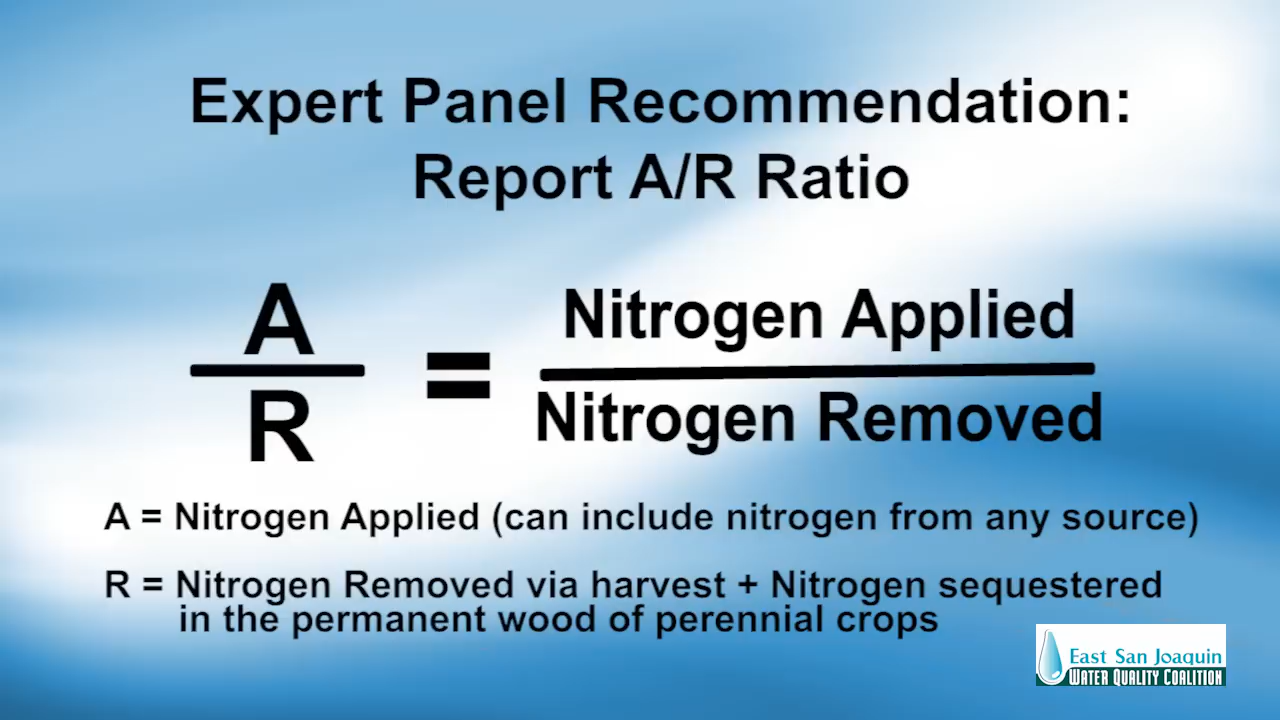 Expert Panel Recommendation:
Report A/R Ratio
A
R
=
Nitrogen Applied
Nitrogen Removed
A = Nitrogen Applied (can include nitrogen from any source)
R = Nitrogen Removed via harvest + Nitrogen sequestered
in the permanent wood of perennial crops
East San Joaquin
WATER QUALITY COALITION